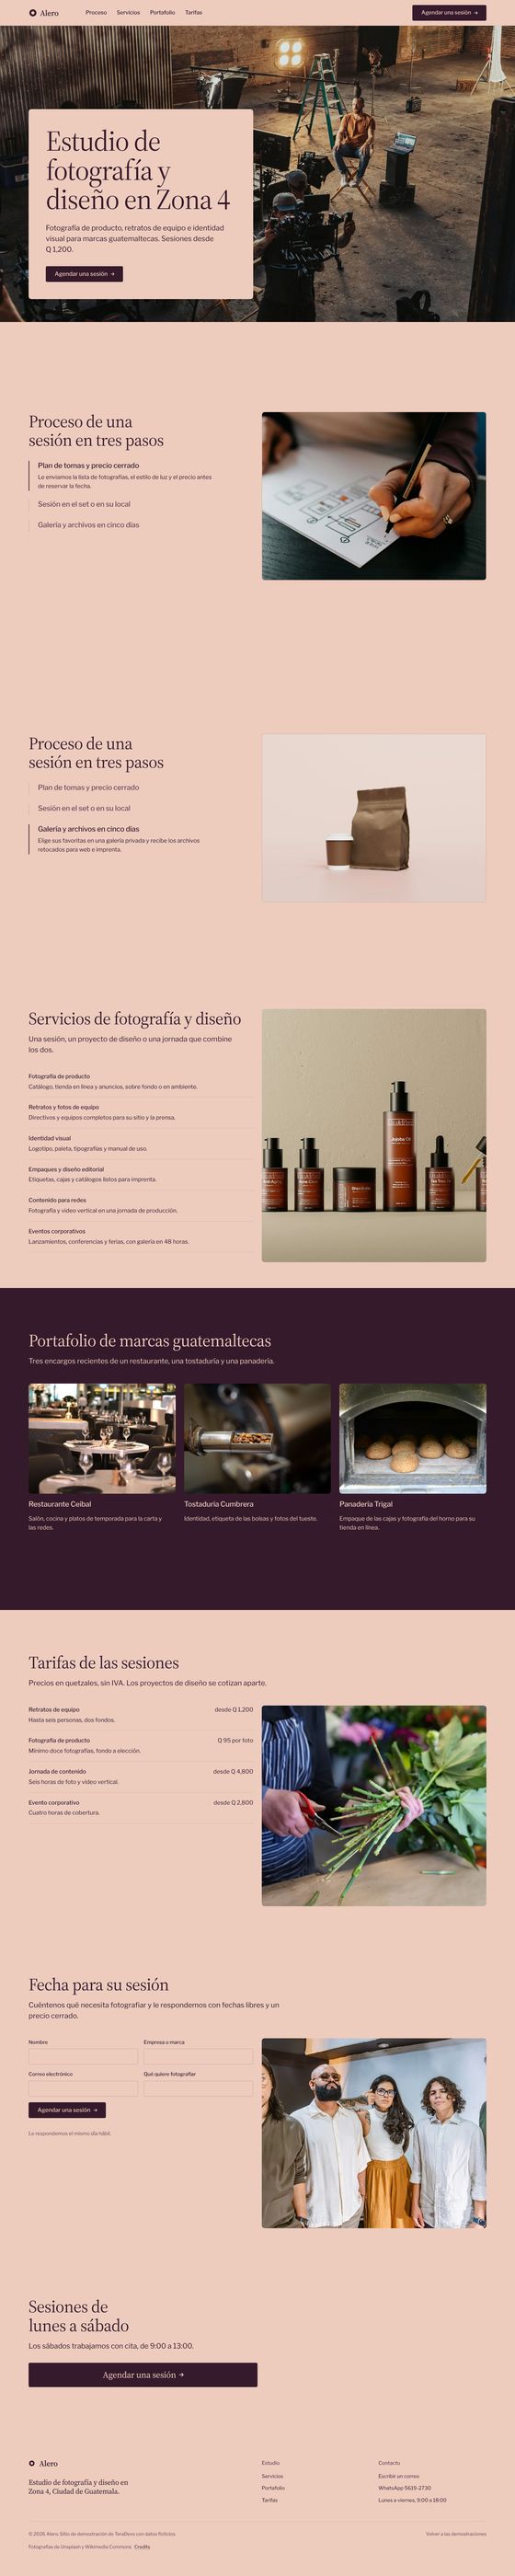 Alero
Proceso
Servicios
Portafolio
Tarifas
Agendar una sesión →
Estudio de
fotografía y
diseño en Zona 4
Fotografía de producto, retratos de equipo e identidad
visual para marcas guatemaltecas. Sesiones desde
Q 1,200.
Agendar una sesión →
Proceso de una
sesión en tres pasos
Plan de tomas y precio cerrado
Le enviamos la lista de fotografías, el estilo de luz y el precio antes
de reservar la fecha.
Sesión en el set o en su local
Galería y archivos en cinco días
Proceso de una
sesión en tres pasos
Plan de tomas y precio cerrado
Sesión en el set o en su local
Galería y archivos en cinco días
Elige sus favoritas en una galería privada y recibe los archivos
retocados para web e imprenta.
Servicios de fotografía y diseño
Una sesión, un proyecto de diseño o una jornada que combine
los dos.
Fotografía de producto
Catálogo, tienda en línea y anuncios, sobre fondo o en ambiente.
Retratos y fotos de equipo
Directivos y equipos completos para su sitio y la prensa.
Identidad visual
Logotipo, paleta, tipografías y manual de uso.
Empaques y diseño editorial
Etiquetas, cajas y catálogos listos para imprenta.
Contenido para redes
Fotografía y video vertical en una jornada de producción.
Eventos corporativos
Lanzamientos, conferencias y ferias, con galería en 48 horas.
Jojoba Oil
Portafolio de marcas guatemaltecas
Tres encargos recientes de un restaurante, una tostaduría y una panadería.
Restaurante Ceibal
Salón, cocina y platos de temporada para la carta y
las redes.
Tostaduría Cumbrera
Identidad, etiqueta de las bolsas y fotos del tueste.
Panadería Trigal
Empaque de las cajas y fotografía del horno para su
tienda en línea.
Tarifas de las sesiones
Precios en quetzales, sin IVA. Los proyectos de diseño se cotizan aparte.
Retratos de equipo
desde Q 1,200
Hasta seis personas, dos fondos.
Fotografía de producto
Q 95 por foto
Mínimo doce fotografías, fondo a elección.
Jornada de contenido
desde Q 4,800
Seis horas de foto y video vertical.
Evento corporativo
desde Q 2,800
Cuatro horas de cobertura.
Fecha para su sesión
Cuéntenos qué necesita fotografiar y le respondemos con fechas libres y un
precio cerrado.
Nombre
Empresa o marca
Correo electrónico
Qué quiere fotografiar
Agendar una sesión →
Le respondemos el mismo día hábil.
Sesiones de
lunes a sábado
Los sábados trabajamos con cita, de 9:00 a 13:00.
Agendar una sesión →
Alero
Estudio de fotografía y diseño en
Zona 4, Ciudad de Guatemala.
Estudio
Servicios
Portafolio
Tarifas
Contacto
Escribir un correo
WhatsApp 5619-2730
Lunes a viernes, 9:00 a 18:00
© 2026 Alero. Sitio de demostración de TeraDevs con datos ficticios.
Volver a las demostraciones
Fotografías de Unsplash y Wikimedia Commons. Credits